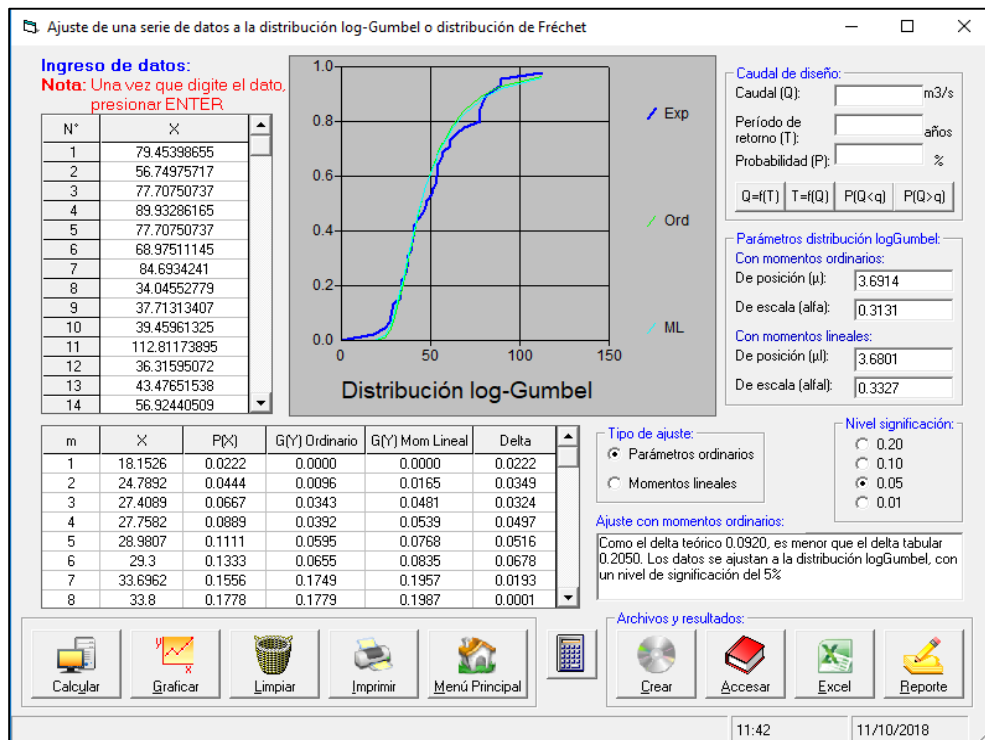 Ajuste de una serie de datos a la distribución log-Gumbel o distribución de Fréchet
Ingreso de datos:
Nota: Una vez que digite el dato,
presionar ENTER
N° X
1 79.45398655
2 56.74975717
3 77.70750737
4 89.93286165
5 77.70750737
6 68.97511145
7 84.6934241
8 34.04552779
9 37.71313407
10 39.45961325
11 112.81173895
12 36.31595072
13 43.47651538
14 56.92440509
1.0
0.8
0.6
0.4
0.2
0.0
0 50 100 150
Exp
Ord
ML
Distribución log-Gumbel
Caudal de diseño:
Caudal (Q): m3/s
Período de
retorno (T): años
Probabilidad (P): %
Q=f(T) T=f(Q) P(Q<q) P(Q>q)
Parámetros distribución logGumbel:
Con momentos ordinarios:
De posición (µ) 3.6914
De escala (alfa) 0.3131
Con momentos lineales:
De posición (µl) 3.6801
De escala (alfal) 0.3327
m X P(X) G(Y) Ordinario G(Y) Mom Lineal Delta
1 18.1526 0.0222 0.0000 0.0000 0.0222
2 24.7892 0.0444 0.0096 0.0165 0.0349
3 27.4089 0.0667 0.0343 0.0481 0.0324
4 27.7582 0.0889 0.0392 0.0539 0.0497
5 28.9807 0.1111 0.0595 0.0768 0.0516
6 29.3 0.1333 0.0655 0.0835 0.0678
7 33.6962 0.1556 0.1749 0.1957 0.0193
8 33.8 0.1778 0.1779 0.1987 0.0001
Tipo de ajuste:
Parámetros ordinarios
Momentos lineales
Nivel significación:
0.20
0.10
0.05
0.01
Ajuste con momentos ordinarios:
Como el delta teórico 0.0920, es menor que el delta tabular
0.2050. Los datos se ajustan a la distribución logGumbel, con
un nivel de significación del 5%
Calcular Graficar Limpiar Imprimir Menú Principal
Archivos y resultados:
Crear Accesar Excel Reporte
11:42 11/10/2018